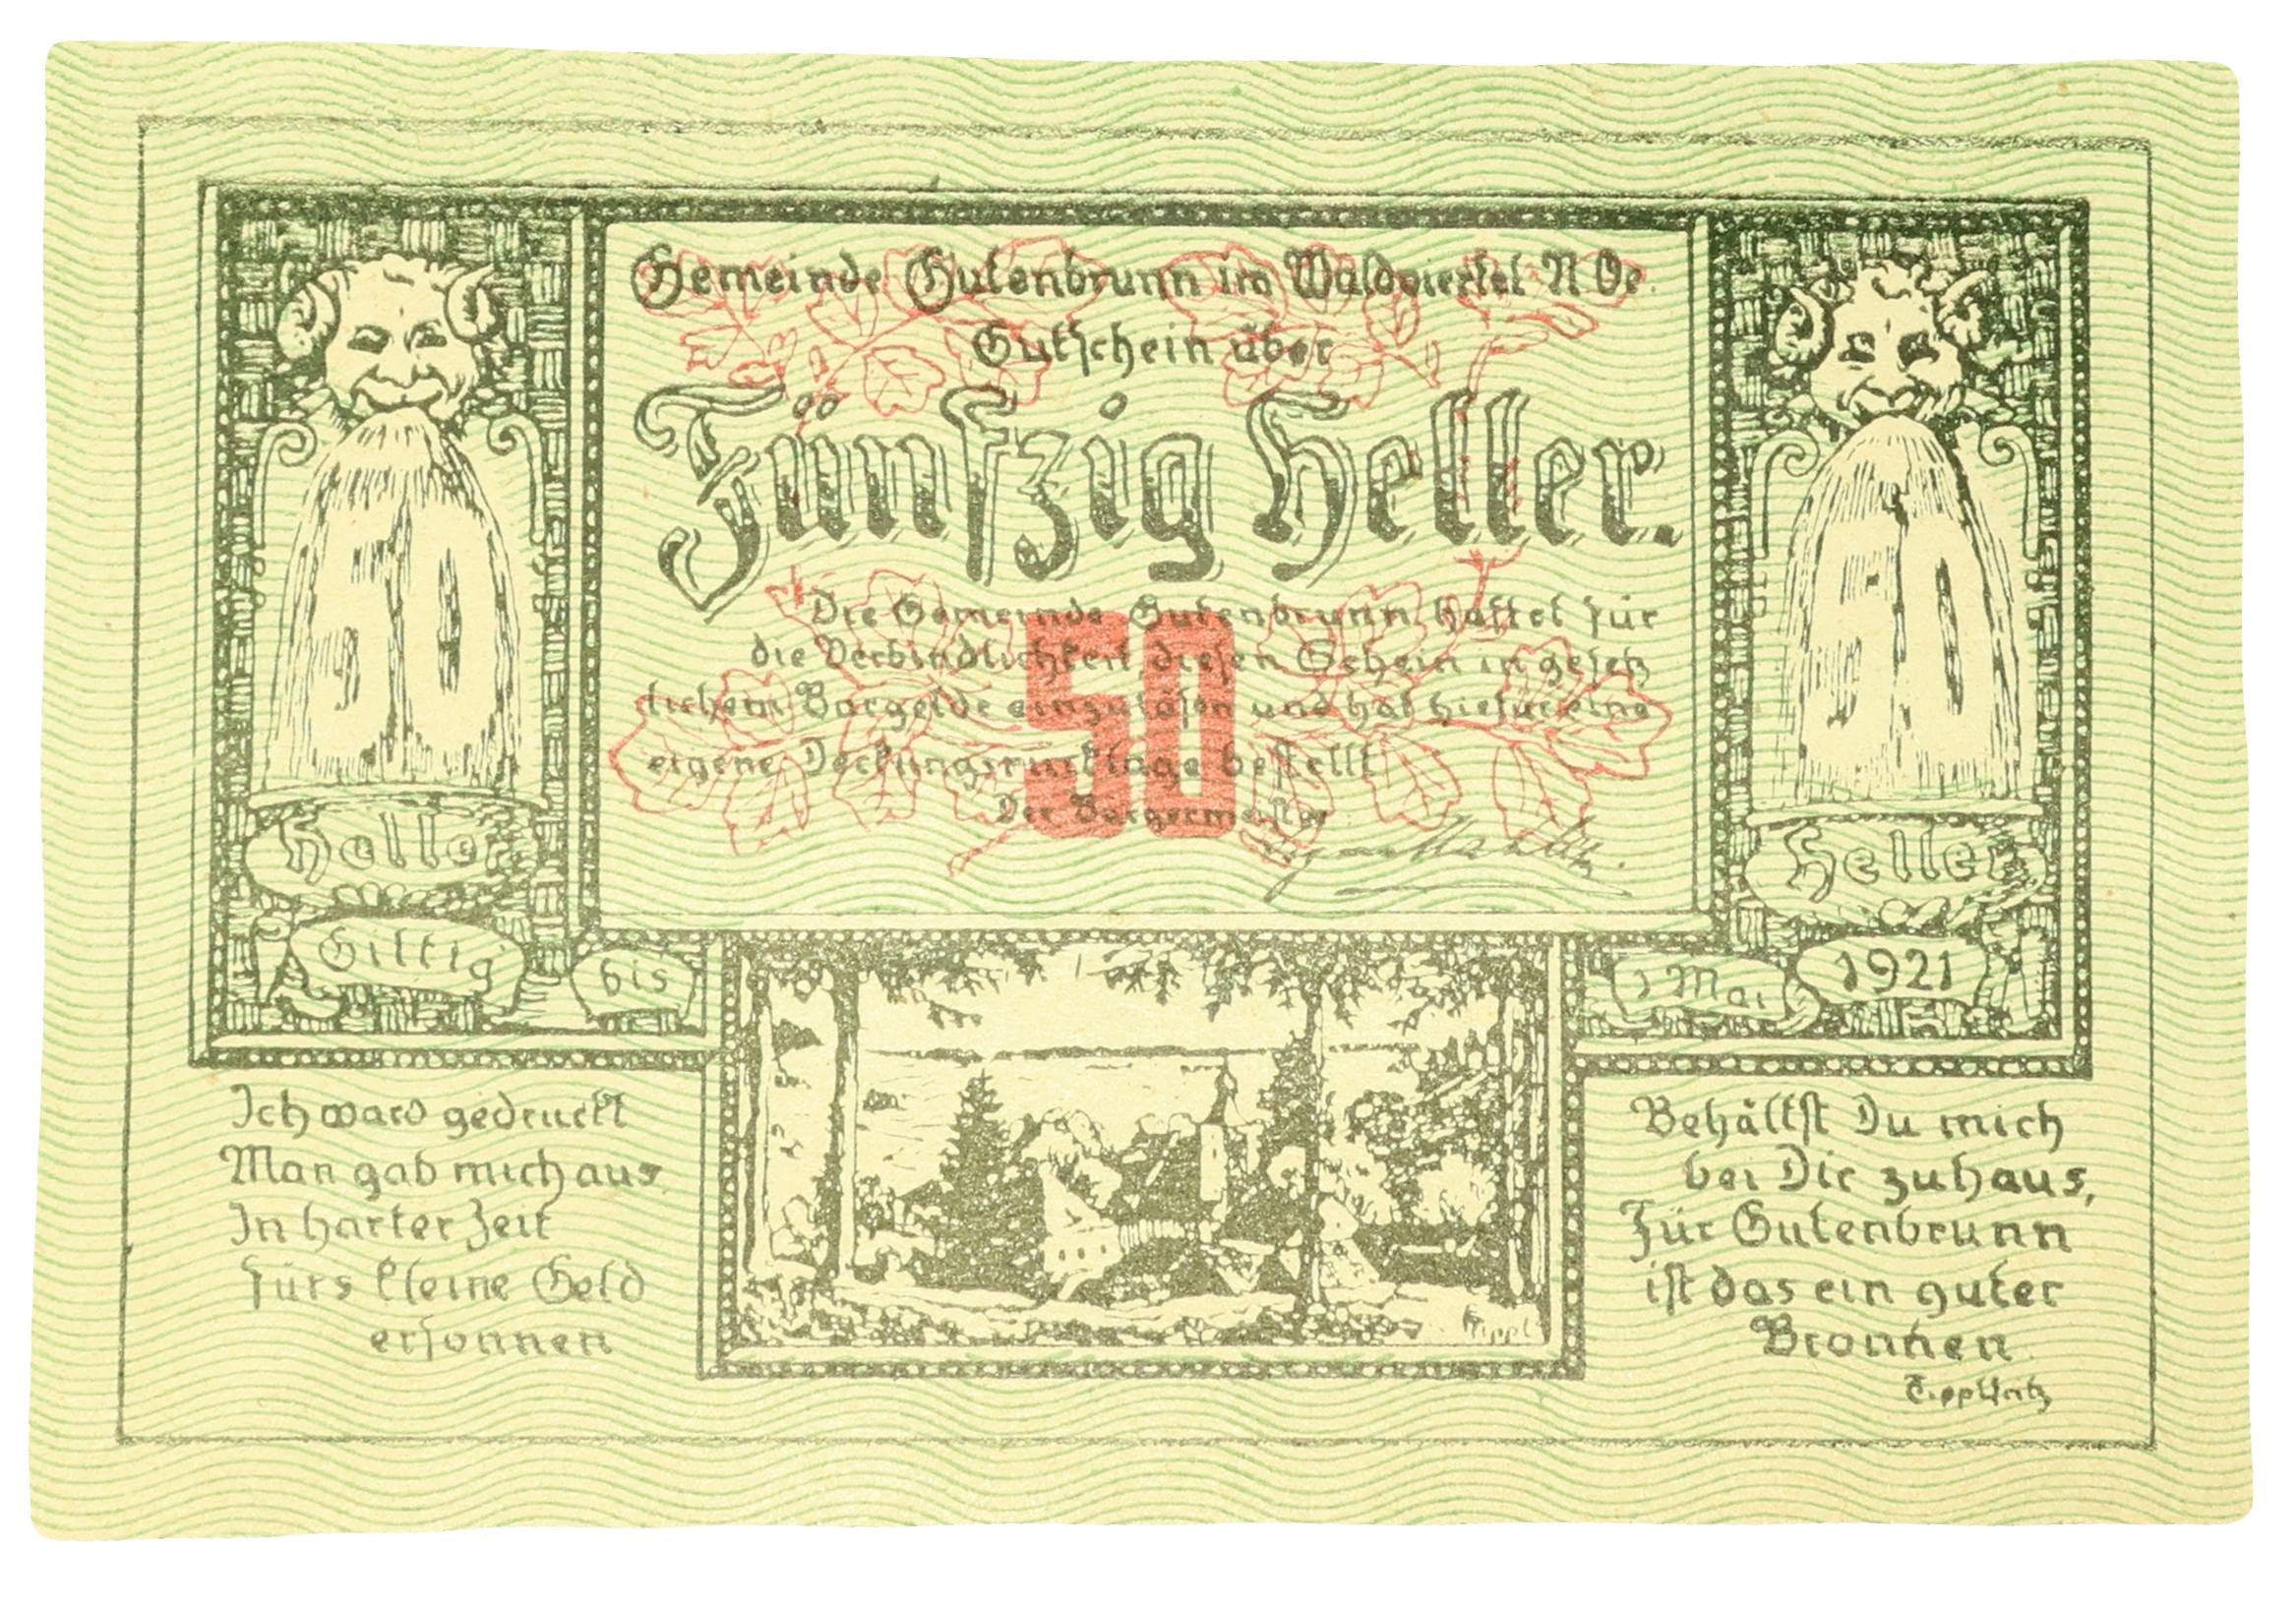 Gemeinde Gutenbrunn im Waldviertel N Oe.
Gutschein über
Fünfzig Heller.
Die Gemeinde Gutenbrunn haftet für
die Verbindlichkeit diesen Schein in gesetz
lichem Bargelde einzulösen und hat hiefür eine
eigene Deckungsrücklage bestellt
Der Bürgermeister
50
50
Heller
50
Heller
Giltig bis 1 Mai 1921
Ich ward gedruckt
Man gab mich aus
In harter Zeit
fürs kleine Geld
ersonnen
Tippl
Behältst Du mich
bei Dir zuhaus,
Für Gutenbrunn
ist das ein guter
Bronnen